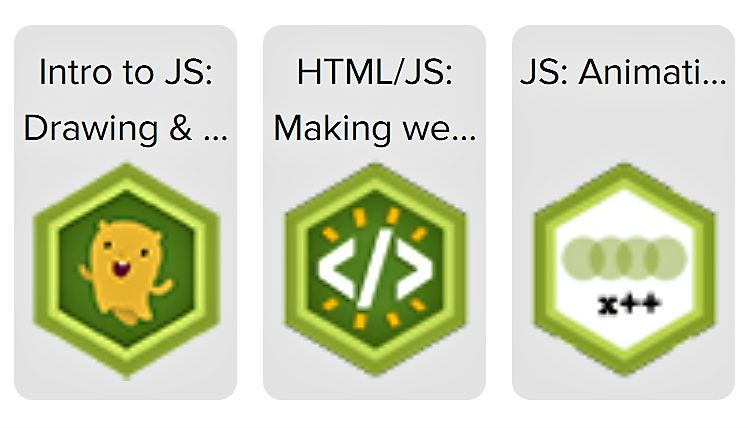 Intro to JS:
Drawing & ...
HTML/JS:
Making we...
JS: Animati...
</>
x++